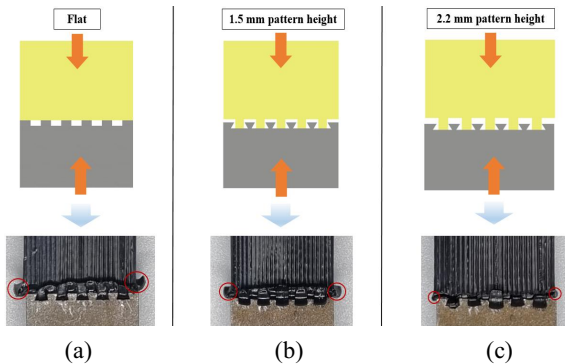 Flat
1.5 mm pattern height
2.2 mm pattern height
(a)
(b)
(c)